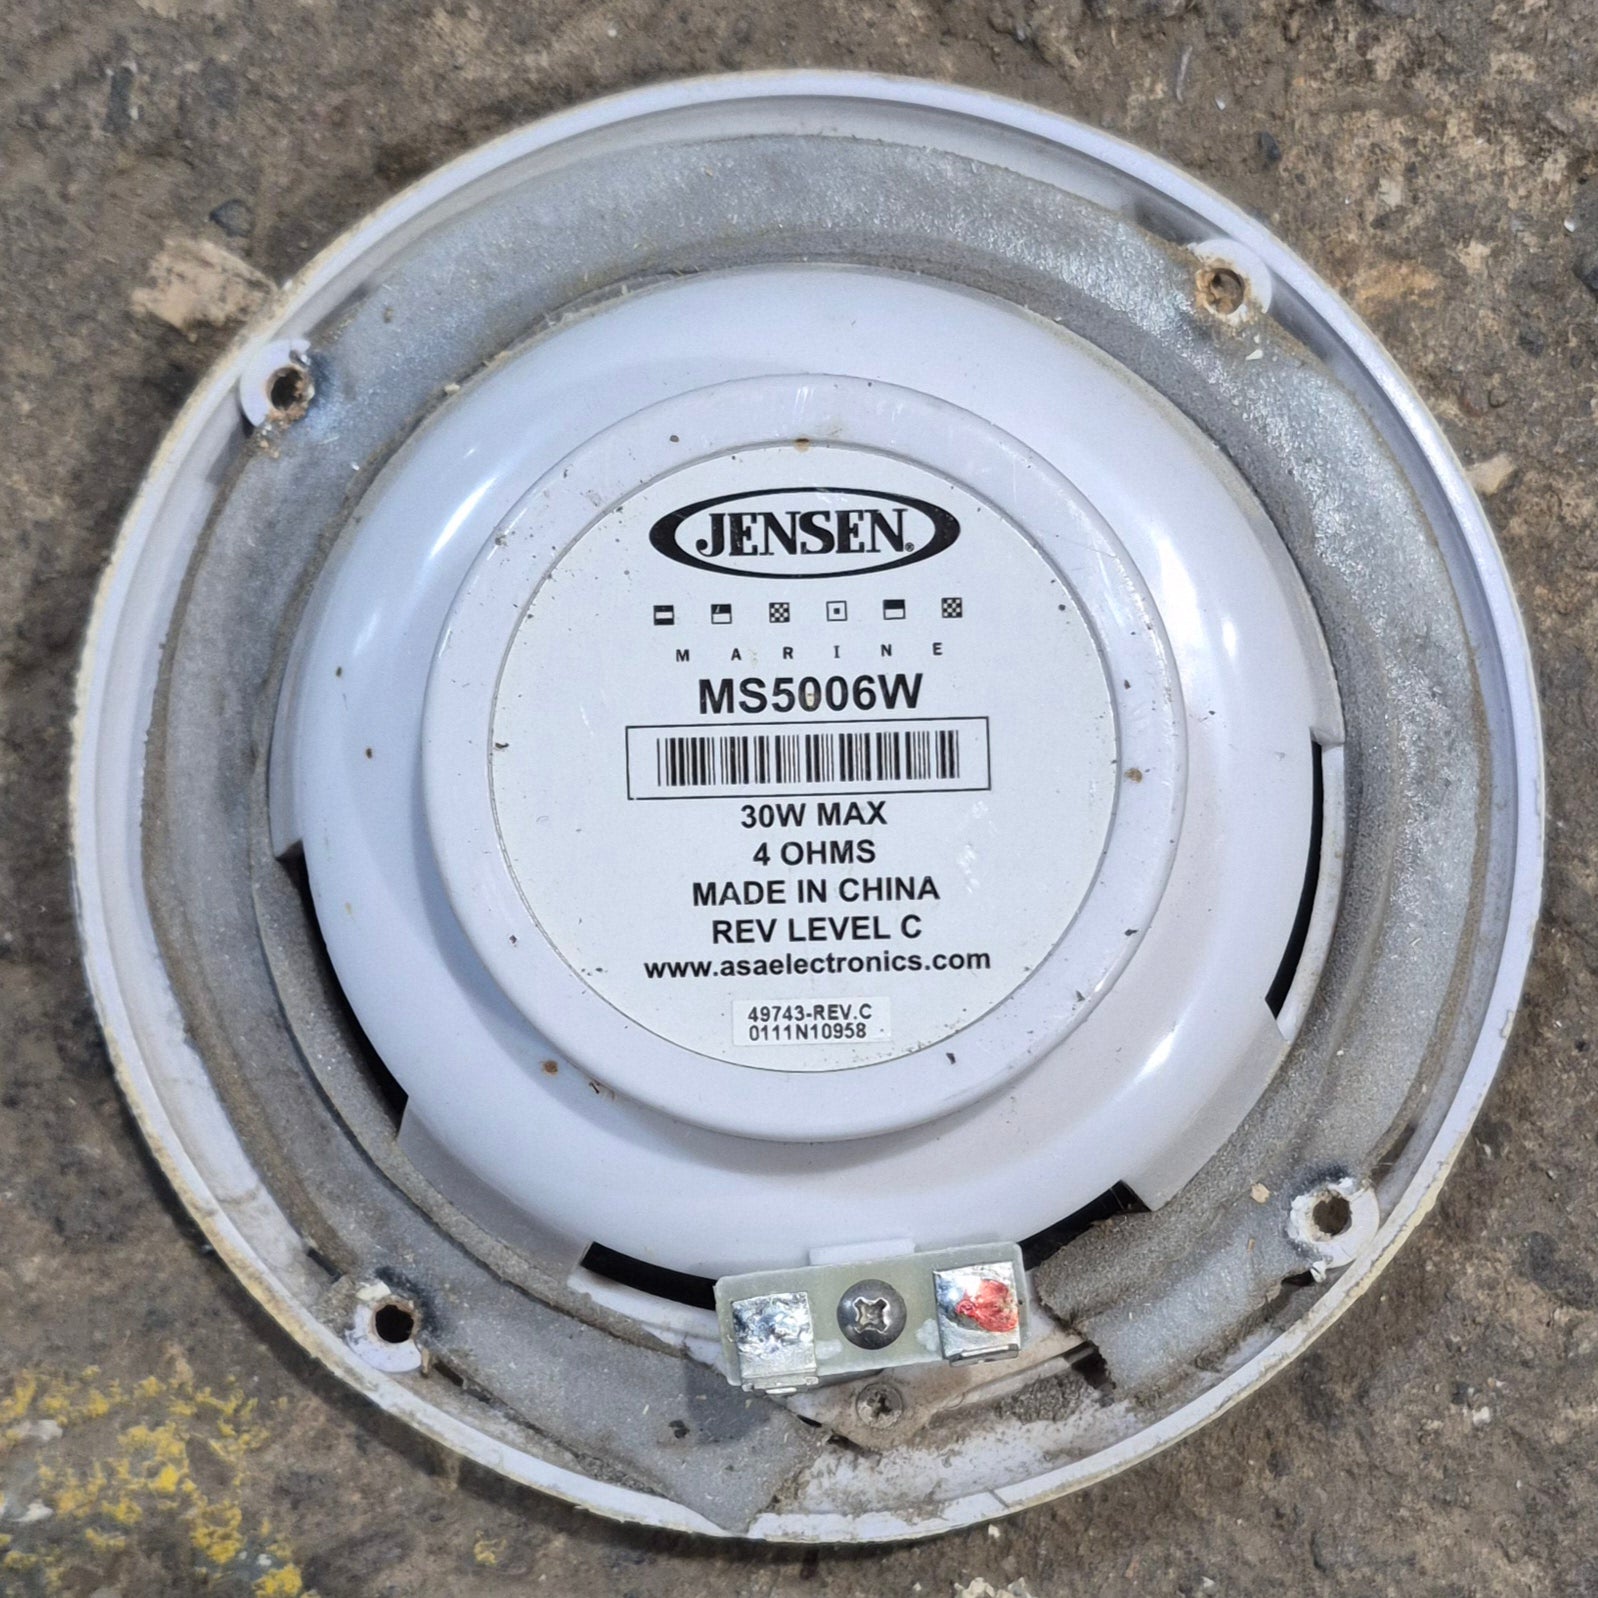 JENSEN®
MARINE
MS5006W
30W MAX
4 OHMS
MADE IN CHINA
REV LEVEL C
www.asaelectronics.com
49743-REV.C
0111N10958